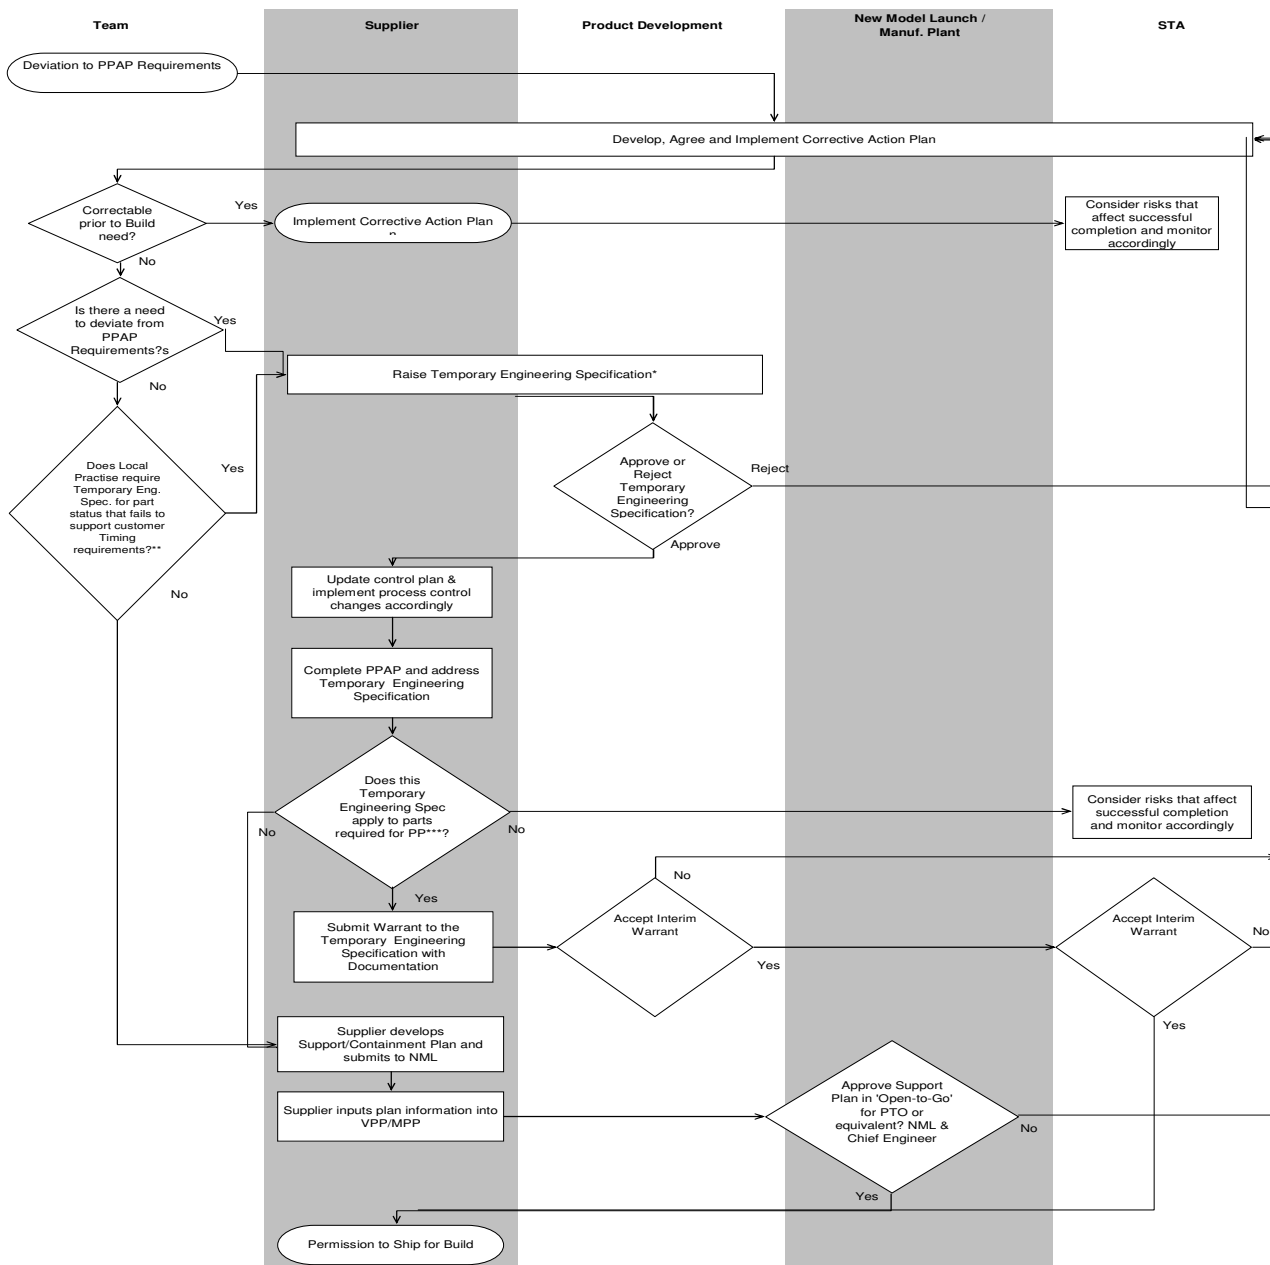 Team
Supplier
Product Development
New Model Launch /
Manuf. Plant
STA
Deviation to PPAP Requirements
Develop, Agree and Implement Corrective Action Plan
Correctable
prior to Build
need?
Yes
Implement Corrective Action Plan
Consider risks that
affect successful
completion and monitor
accordingly
No
Is there a need
to deviate from
PPAP
Requirements?s
Yes
Raise Temporary Engineering Specification*
No
Does Local
Practise require
Temporary Eng.
Spec. for part
status that fails to
support customer
Timing
requirements?**
Yes
Approve or
Reject
Temporary
Engineering
Specification?
Reject
Approve
No
Update control plan &
implement process control
changes accordingly
Complete PPAP and address
Temporary Engineering
Specification
Does this
Temporary
Engineering Spec
apply to parts
required for PP***?
No
No
Consider risks that affect
successful completion
and monitor accordingly
Yes
No
Submit Warrant to the
Temporary Engineering
Specification with
Documentation
Accept Interim
Warrant
Yes
Accept Interim
Warrant
No
Yes
Supplier develops
Support/Containment Plan and
submits to NML
Supplier inputs plan information into
VPP/MPP
Approve Support
Plan in 'Open-to-Go'
for PTO or
equivalent? NML &
Chief Engineer
No
Yes
Permission to Ship for Build